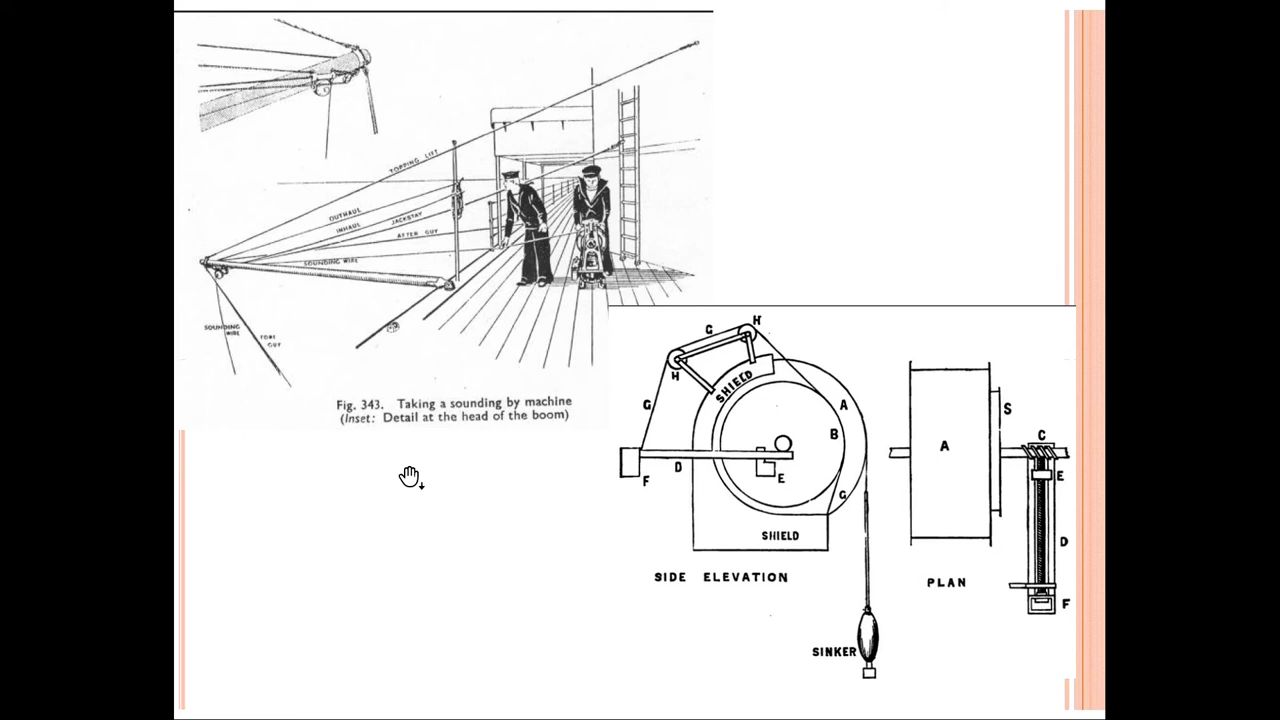 TOPPING LIFT
OUTHAUL
INHAUL
JACKSTAY
AFTER GUY
SOUNDING WIRE
SOUNDING
WIRE
FORE
GUY
Fig. 343. Taking a sounding by machine
(Inset: Detail at the head of the boom)
G
H
H
SHIELD
G
A
B
D
E
F
G
SHIELD
SIDE ELEVATION
SINKER
A
S
C
E
D
F
PLAN